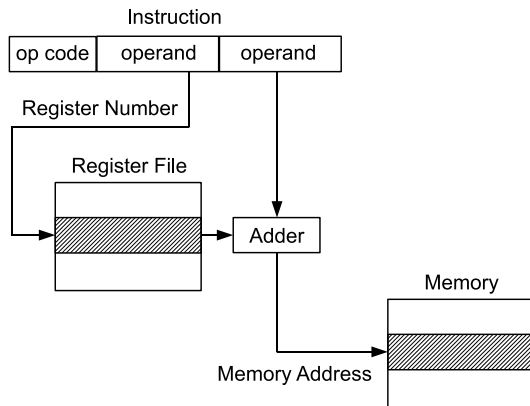 Instruction
op code operand operand
Register Number
Register File
Adder
Memory
Memory Address